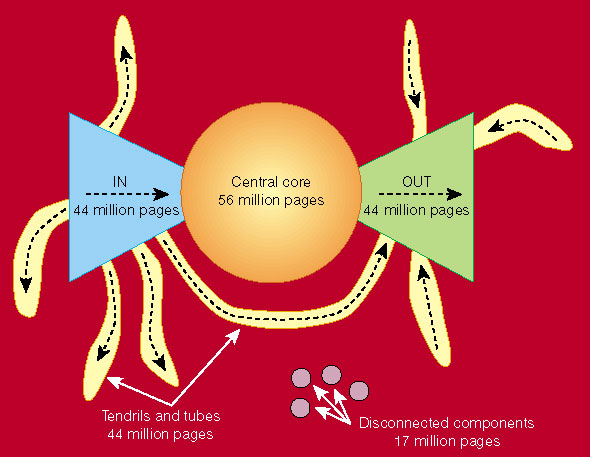 IN
44 million pages
Central core
56 million pages
OUT
44 million pages
Tendrils and tubes
44 million pages
Disconnected components
17 million pages